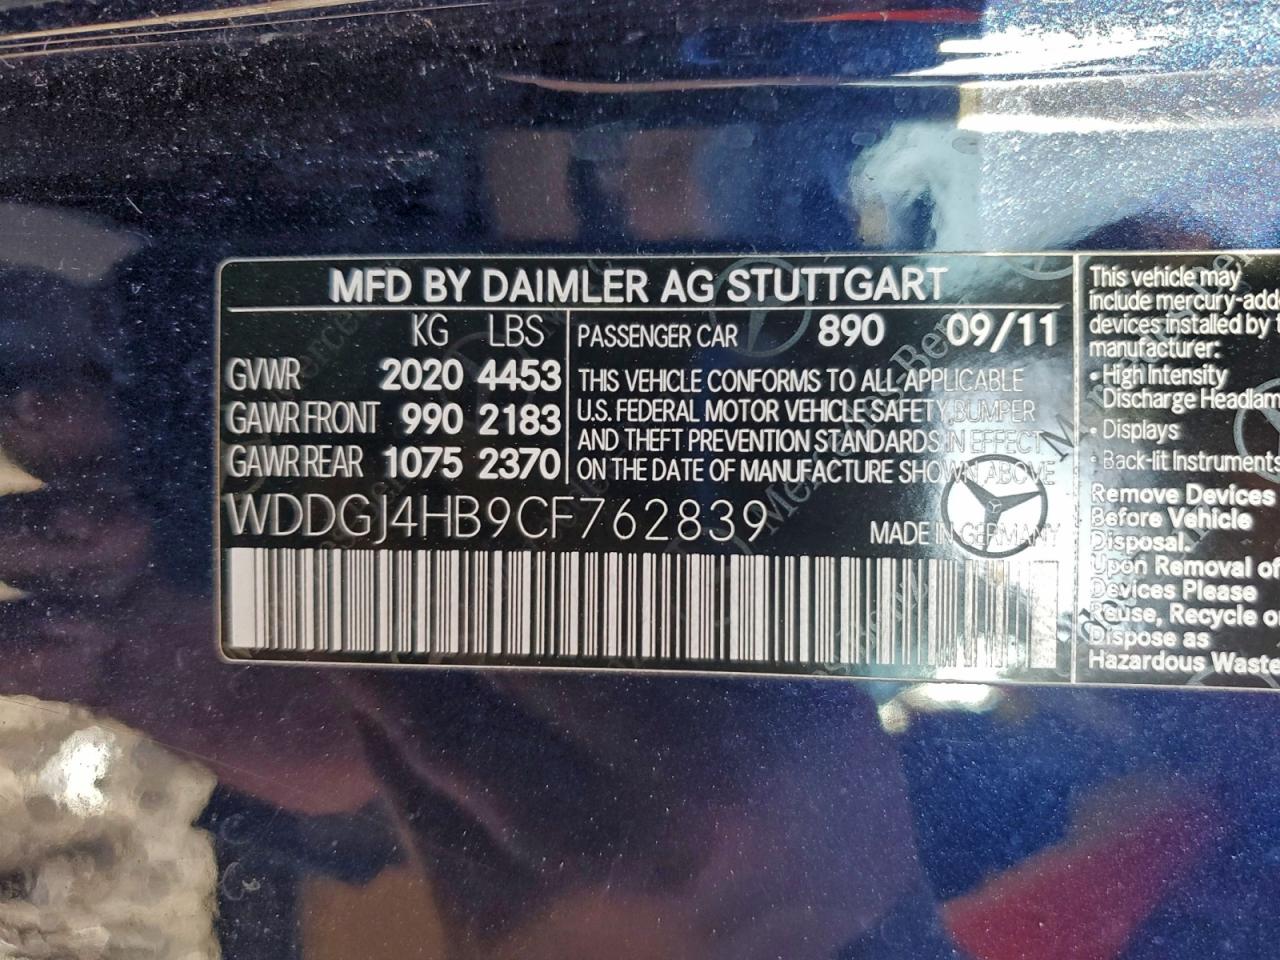 MFD BY DAIMLER AG STUTTGART
KG LBS
GVWR 2020 4453
GAWR FRONT 990 2183
GAWR REAR 1075 2370
PASSENGER CAR 890 09/11
THIS VEHICLE CONFORMS TO ALL APPLICABLE
U.S. FEDERAL MOTOR VEHICLE SAFETY, BUMPER
AND THEFT PREVENTION STANDARDS IN EFFECT
ON THE DATE OF MANUFACTURE SHOWN ABOVE
WDDGJ4HB9CF762839
MADE IN GERMANY
This vehicle may
include mercury-add
devices installed by
manufacturer:
• High Intensity
Discharge Headlam
• Displays
• Back-lit Instruments
Remove Devices
Before Vehicle
Disposal.
Upon Removal of
Devices Please
Reuse, Recycle or
Dispose as
Hazardous Waste